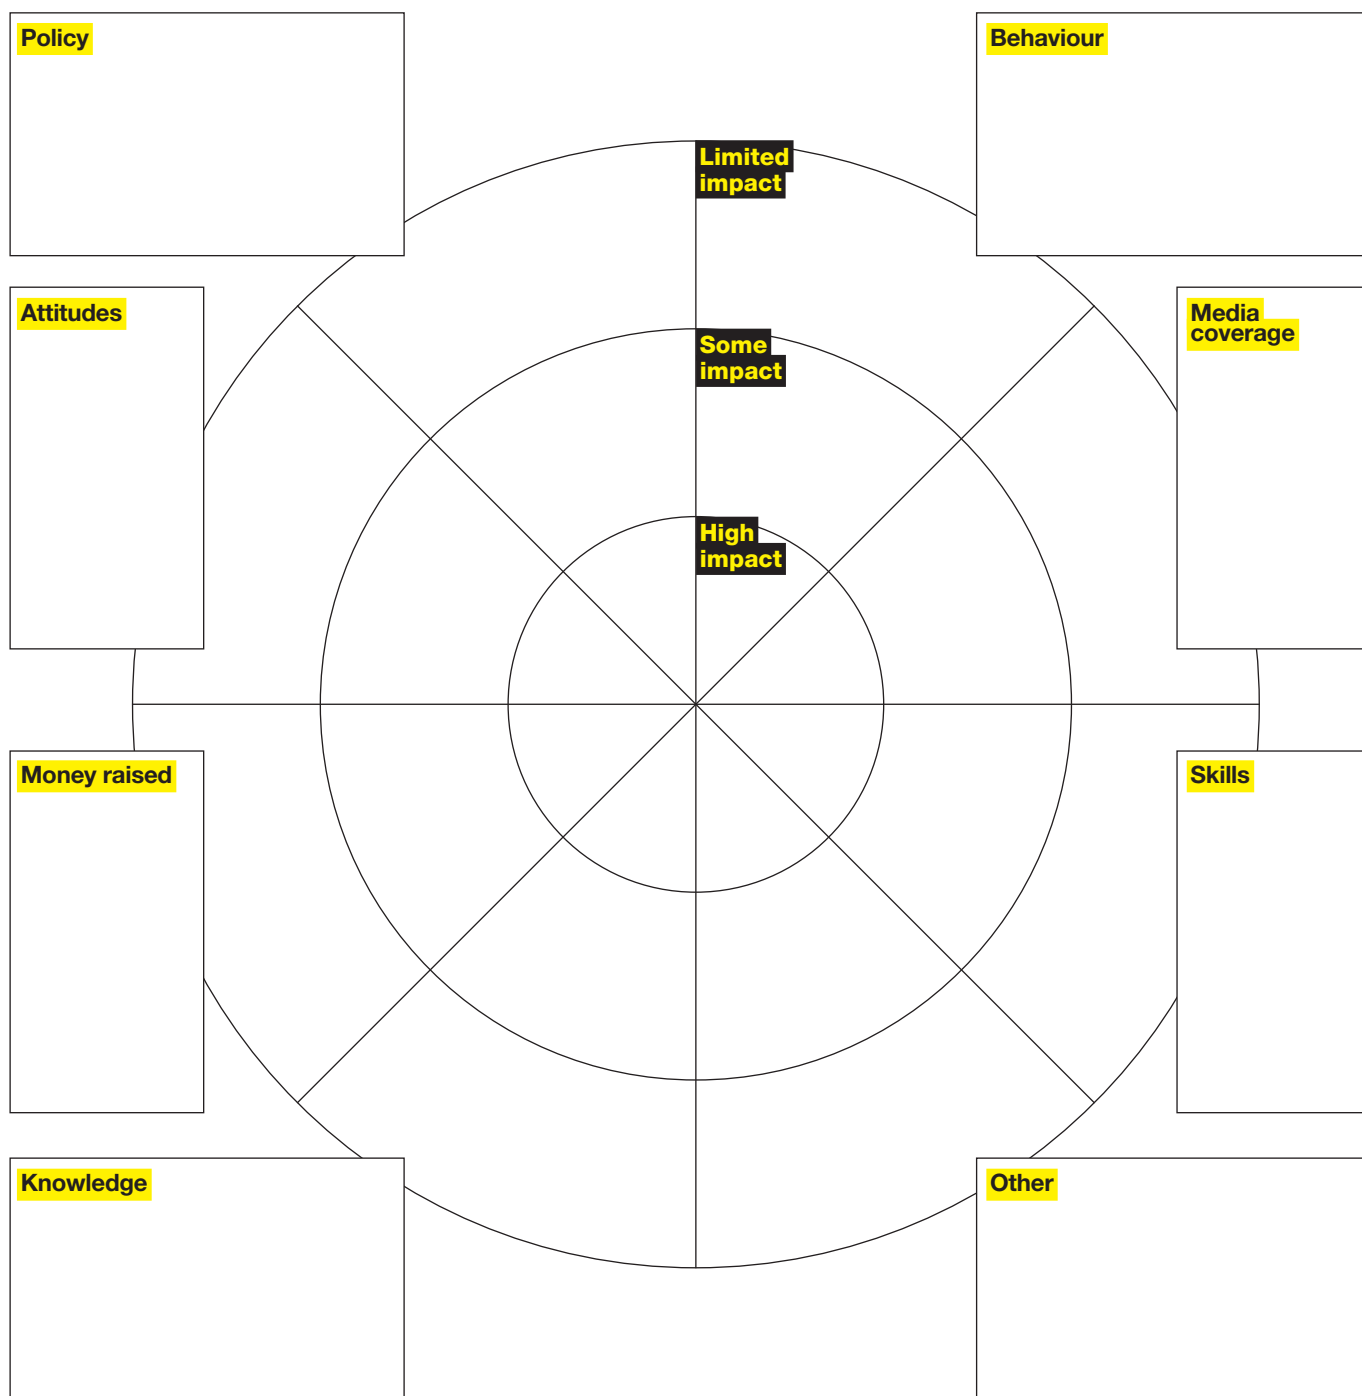 Policy
Behaviour
Limited
impact
Attitudes
Media
coverage
Some
impact
High
impact
Money raised
Skills
Knowledge
Other